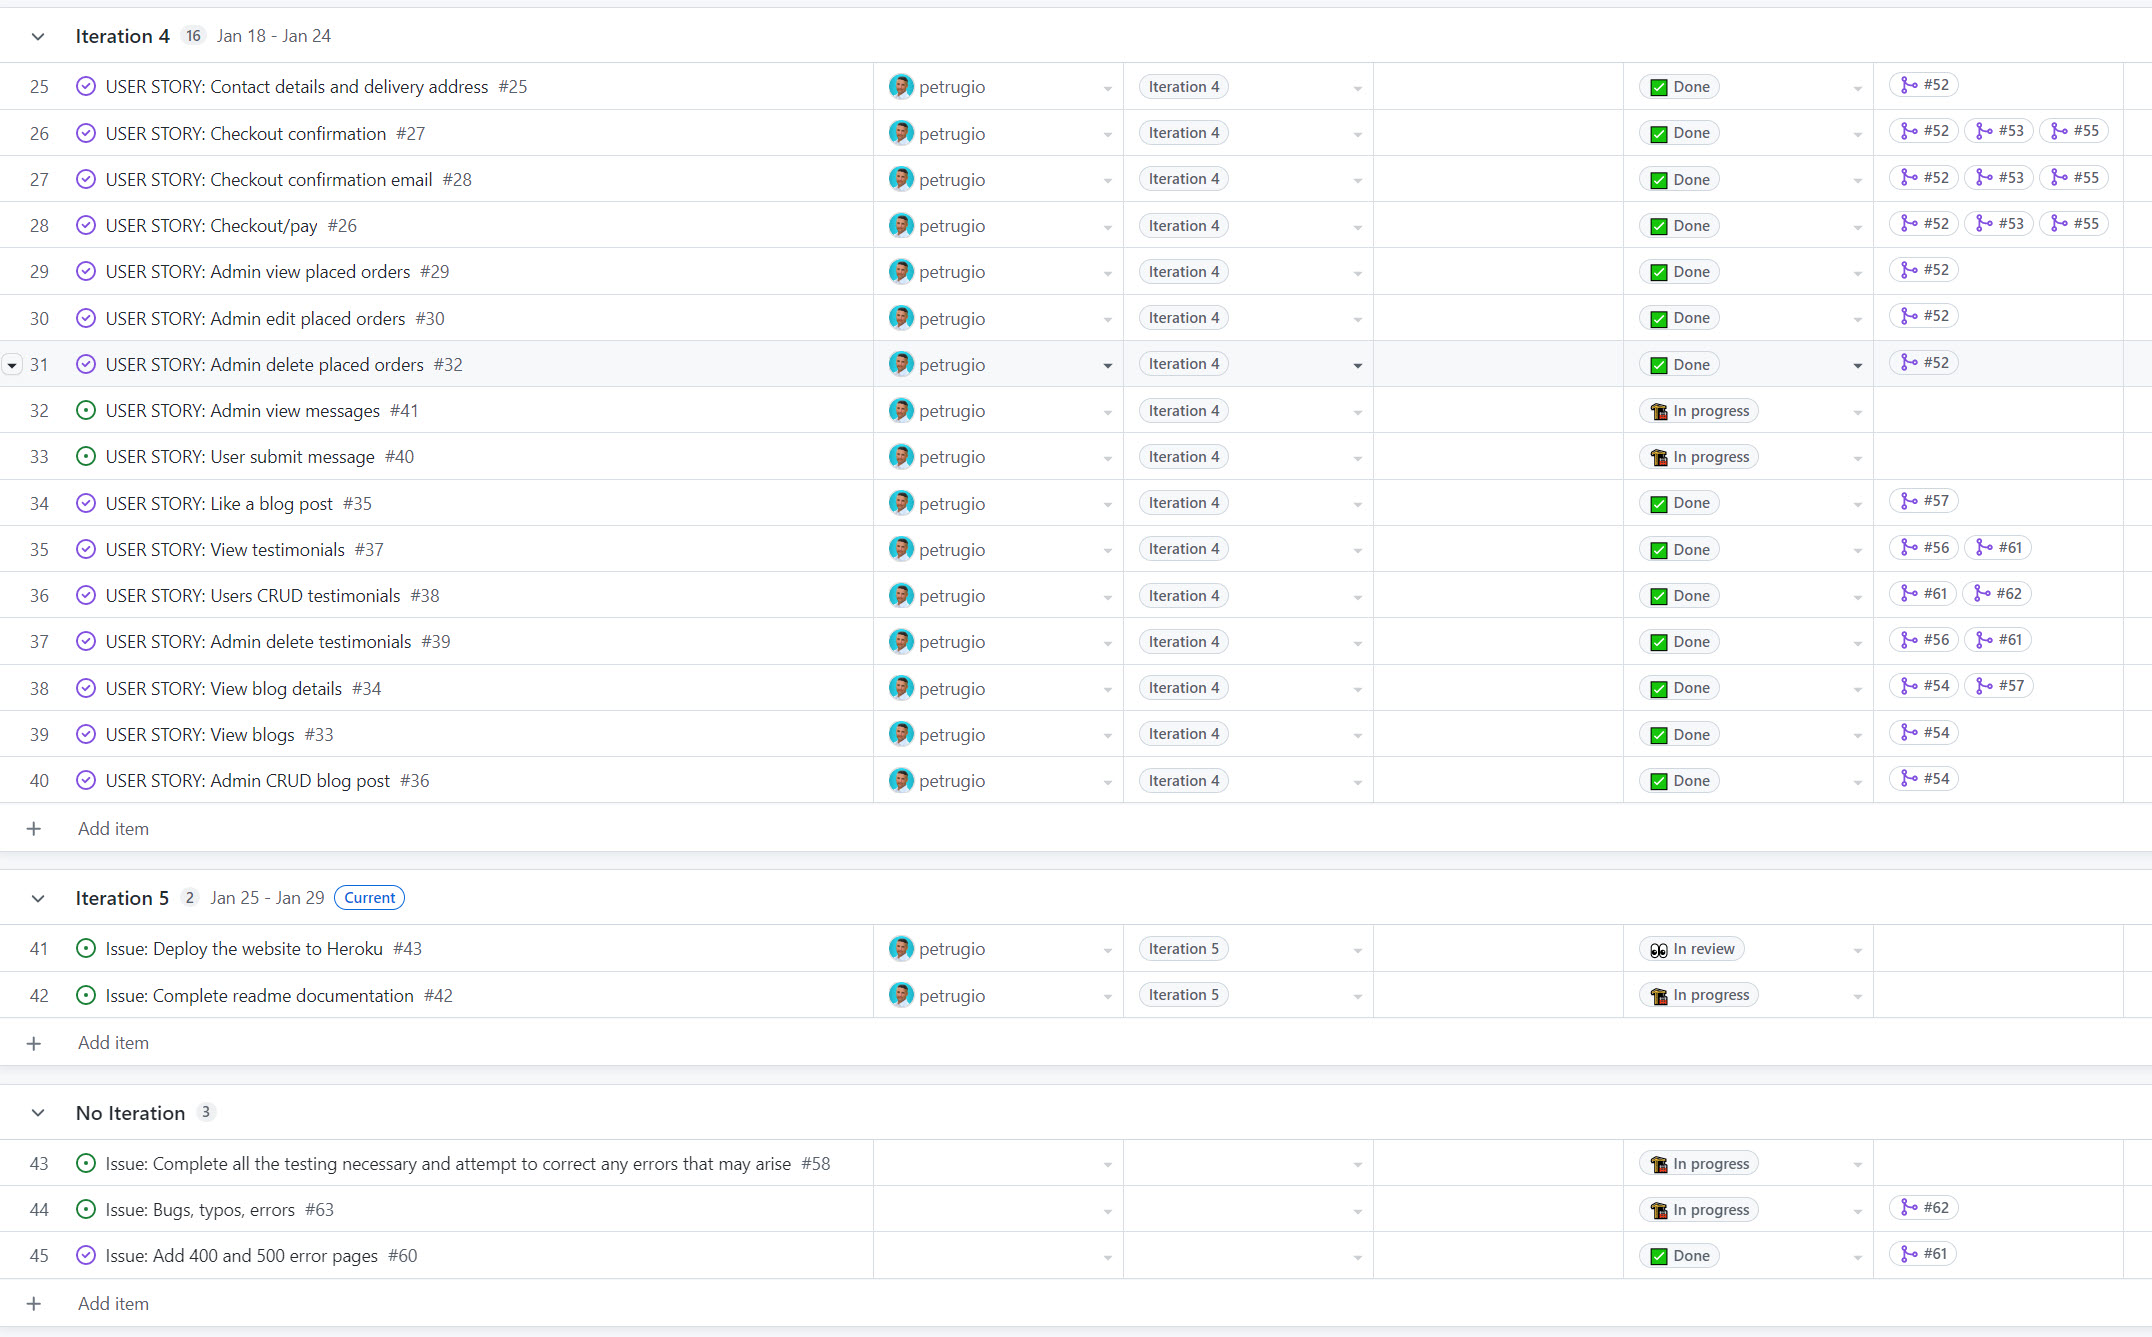 Iteration 4 16 Jan 18 - Jan 24
25 USER STORY: Contact details and delivery address #25 petrugio Iteration 4 Done #52
26 USER STORY: Checkout confirmation #27 petrugio Iteration 4 Done #52 #53 #55
27 USER STORY: Checkout confirmation email #28 petrugio Iteration 4 Done #52 #53 #55
28 USER STORY: Checkout/pay #26 petrugio Iteration 4 Done #52 #53 #55
29 USER STORY: Admin view placed orders #29 petrugio Iteration 4 Done #52
30 USER STORY: Admin edit placed orders #30 petrugio Iteration 4 Done #52
31 USER STORY: Admin delete placed orders #32 petrugio Iteration 4 Done #52
32 USER STORY: Admin view messages #41 petrugio Iteration 4 In progress
33 USER STORY: User submit message #40 petrugio Iteration 4 In progress
34 USER STORY: Like a blog post #35 petrugio Iteration 4 Done #57
35 USER STORY: View testimonials #37 petrugio Iteration 4 Done #56 #61
36 USER STORY: Users CRUD testimonials #38 petrugio Iteration 4 Done #61 #62
37 USER STORY: Admin delete testimonials #39 petrugio Iteration 4 Done #56 #61
38 USER STORY: View blog details #34 petrugio Iteration 4 Done #54 #57
39 USER STORY: View blogs #33 petrugio Iteration 4 Done #54
40 USER STORY: Admin CRUD blog post #36 petrugio Iteration 4 Done #54
Add item
Iteration 5 2 Jan 25 - Jan 29 Current
41 Issue: Deploy the website to Heroku #43 petrugio Iteration 5 In review
42 Issue: Complete readme documentation #42 petrugio Iteration 5 In progress
Add item
No Iteration 3
43 Issue: Complete all the testing necessary and attempt to correct any errors that may arise #58 In progress
44 Issue: Bugs, typos, errors #63 In progress #62
45 Issue: Add 400 and 500 error pages #60 Done #61
Add item